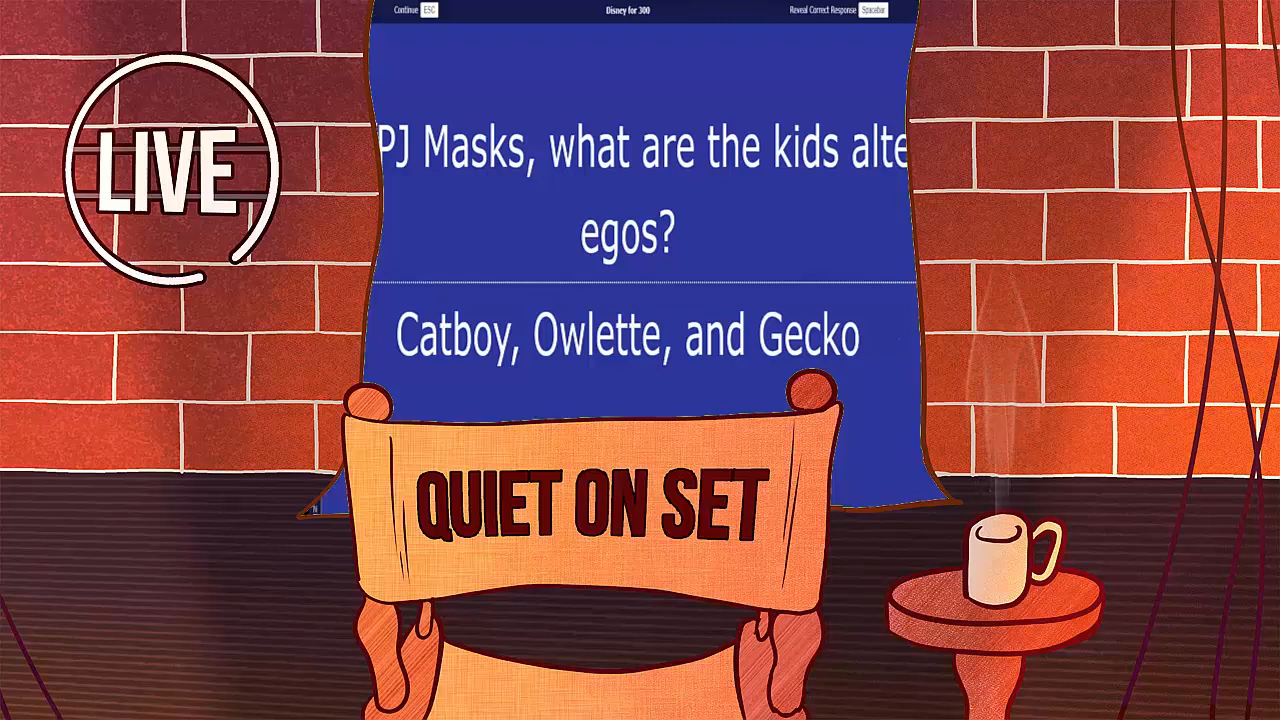 Continue ESC Disney for 300 Reveal Correct Response Spacebar
LIVE
PJ Masks, what are the kids alte
egos?
Catboy, Owlette, and Gecko
QUIET ON SET